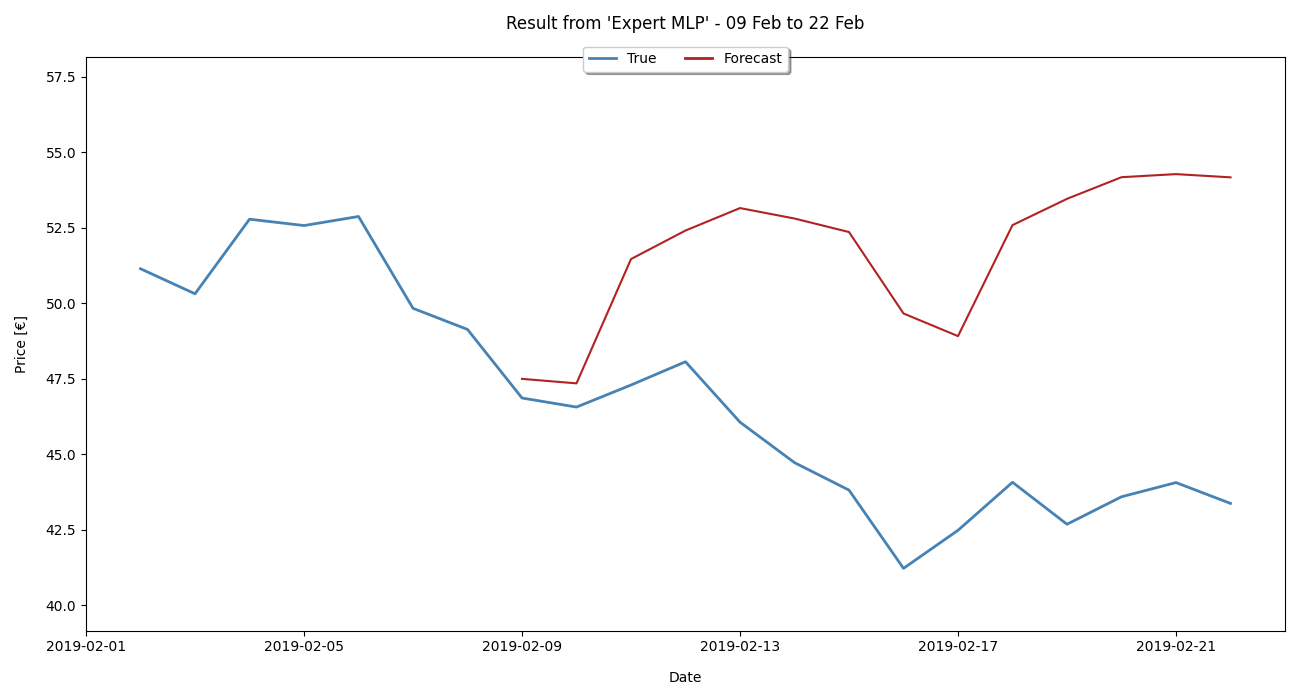 Result from 'Expert MLP' - 09 Feb to 22 Feb
True Forecast
57.5
55.0
52.5
50.0
47.5
45.0
42.5
40.0
Price [€]
2019-02-01 2019-02-05 2019-02-09 2019-02-13 2019-02-17 2019-02-21
Date